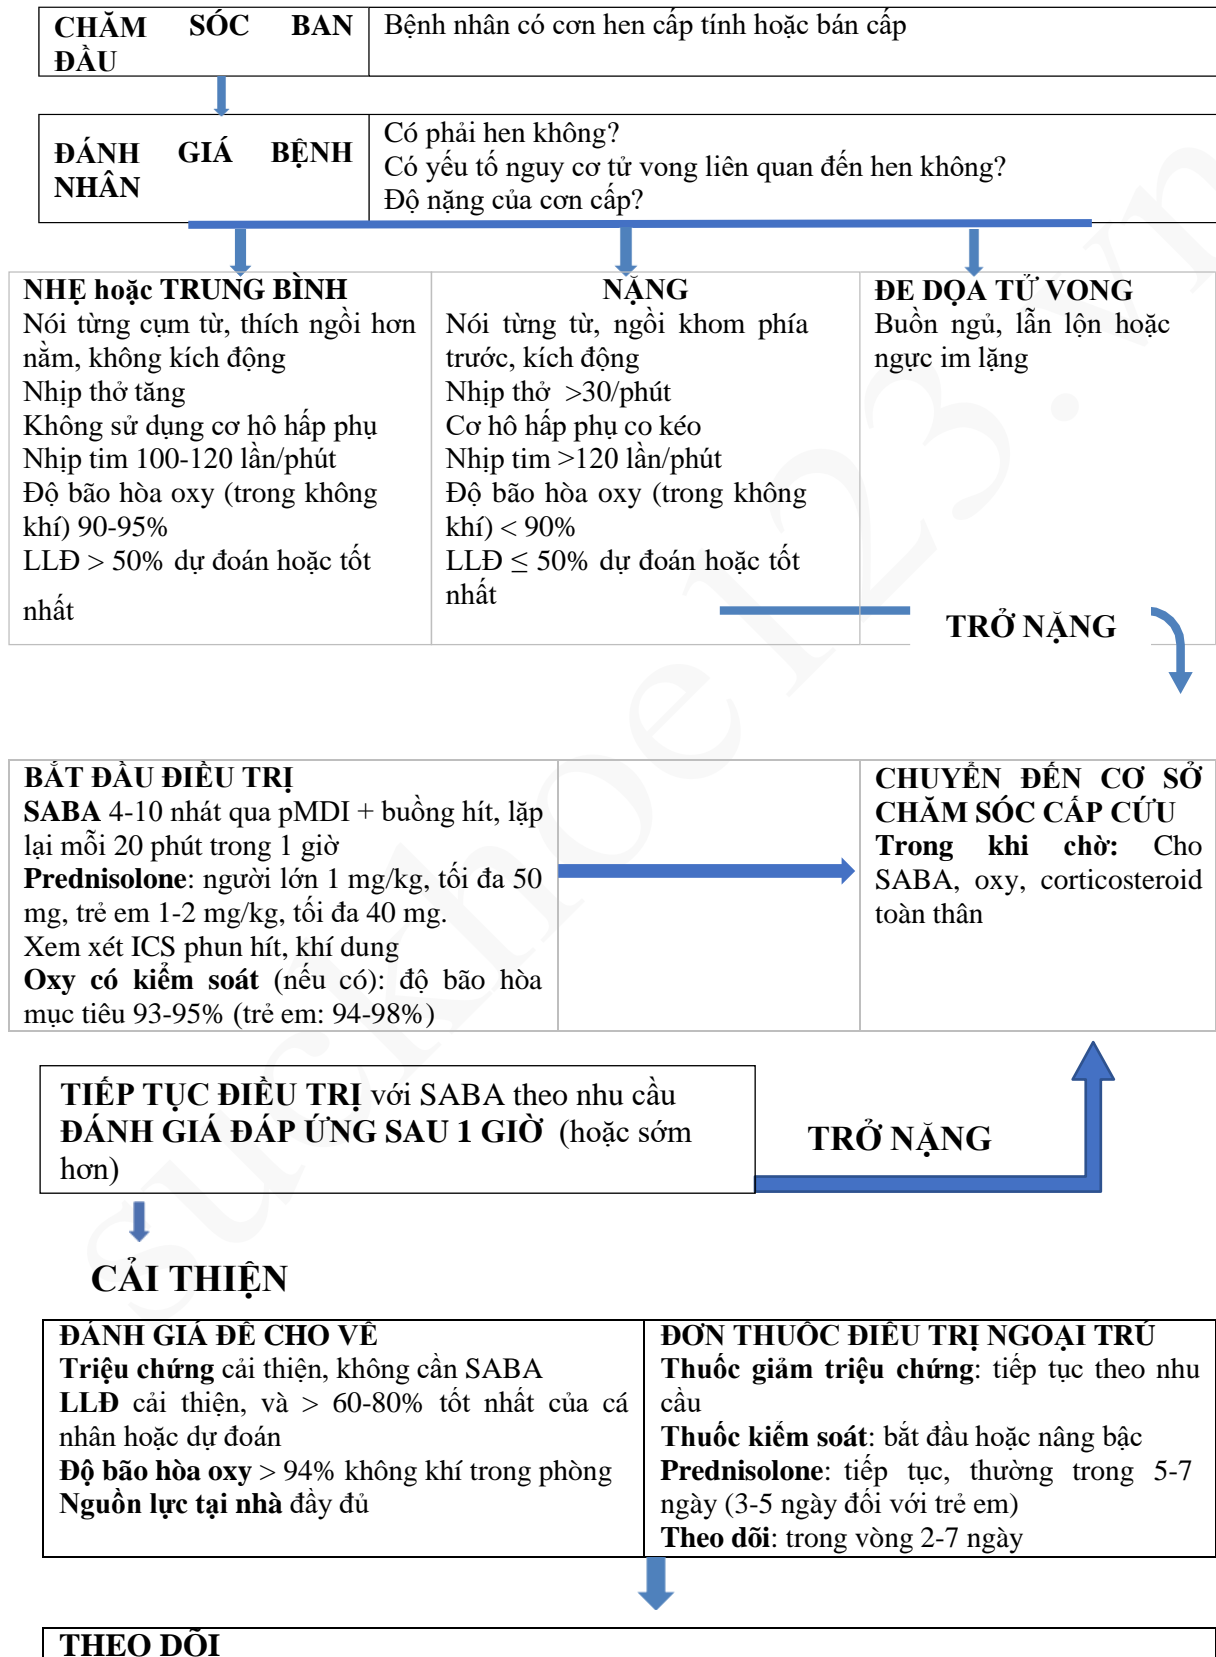 CHĂM SÓC BAN
ĐẦU
Bệnh nhân có cơn hen cấp tính hoặc bán cấp
ĐÁNH GIÁ BỆNH
NHÂN
Có phải hen không?
Có yếu tố nguy cơ tử vong liên quan đến hen không?
Độ nặng của cơn cấp?
NHẸ hoặc TRUNG BÌNH
Nói từng cụm từ, thích ngồi hơn
nằm, không kích động
Nhịp thở tăng
Không sử dụng cơ hô hấp phụ
Nhịp tim 100-120 lần/phút
Độ bão hòa oxy (trong không
khí) 90-95%
LLĐ > 50% dự đoán hoặc tốt
nhất
NẶNG
Nói từng từ, ngồi khom phía
trước, kích động
Nhịp thở >30/phút
Cơ hô hấp phụ co kéo
Nhịp tim >120 lần/phút
Độ bão hòa oxy (trong không
khí) < 90%
LLĐ ≤ 50% dự đoán hoặc tốt
nhất
ĐE DỌA TỬ VONG
Buồn ngủ, lẫn lộn hoặc
ngực im lặng
TRỞ NẶNG
BẮT ĐẦU ĐIỀU TRỊ
SABA 4-10 nhát qua pMDI + buồng hít, lặp
lại mỗi 20 phút trong 1 giờ
Prednisolone: người lớn 1 mg/kg, tối đa 50
mg, trẻ em 1-2 mg/kg, tối đa 40 mg.
Xem xét ICS phun hít, khí dung
Oxy có kiểm soát (nếu có): độ bão hòa
mục tiêu 93-95% (trẻ em: 94-98%)
CHUYỂN ĐẾN CƠ SỞ
CHĂM SÓC CẤP CỨU
Trong khi chờ: Cho
SABA, oxy, corticosteroid
toàn thân
TIẾP TỤC ĐIỀU TRỊ với SABA theo nhu cầu
ĐÁNH GIÁ ĐÁP ỨNG SAU 1 GIỜ (hoặc sớm
hơn)
TRỞ NẶNG
CẢI THIỆN
ĐÁNH GIÁ ĐỂ CHO VỀ
Triệu chứng cải thiện, không cần SABA
LLĐ cải thiện, và > 60-80% tốt nhất của cá
nhân hoặc dự đoán
Độ bão hòa oxy > 94% không khí trong phòng
Nguồn lực tại nhà đầy đủ
ĐƠN THUỐC ĐIỀU TRỊ NGOẠI TRÚ
Thuốc giảm triệu chứng: tiếp tục theo nhu
cầu
Thuốc kiểm soát: bắt đầu hoặc nâng bậc
Prednisolone: tiếp tục, thường trong 5-7
ngày (3-5 ngày đối với trẻ em)
Theo dõi: trong vòng 2-7 ngày
THEO DÕI
suckhoe123.vn